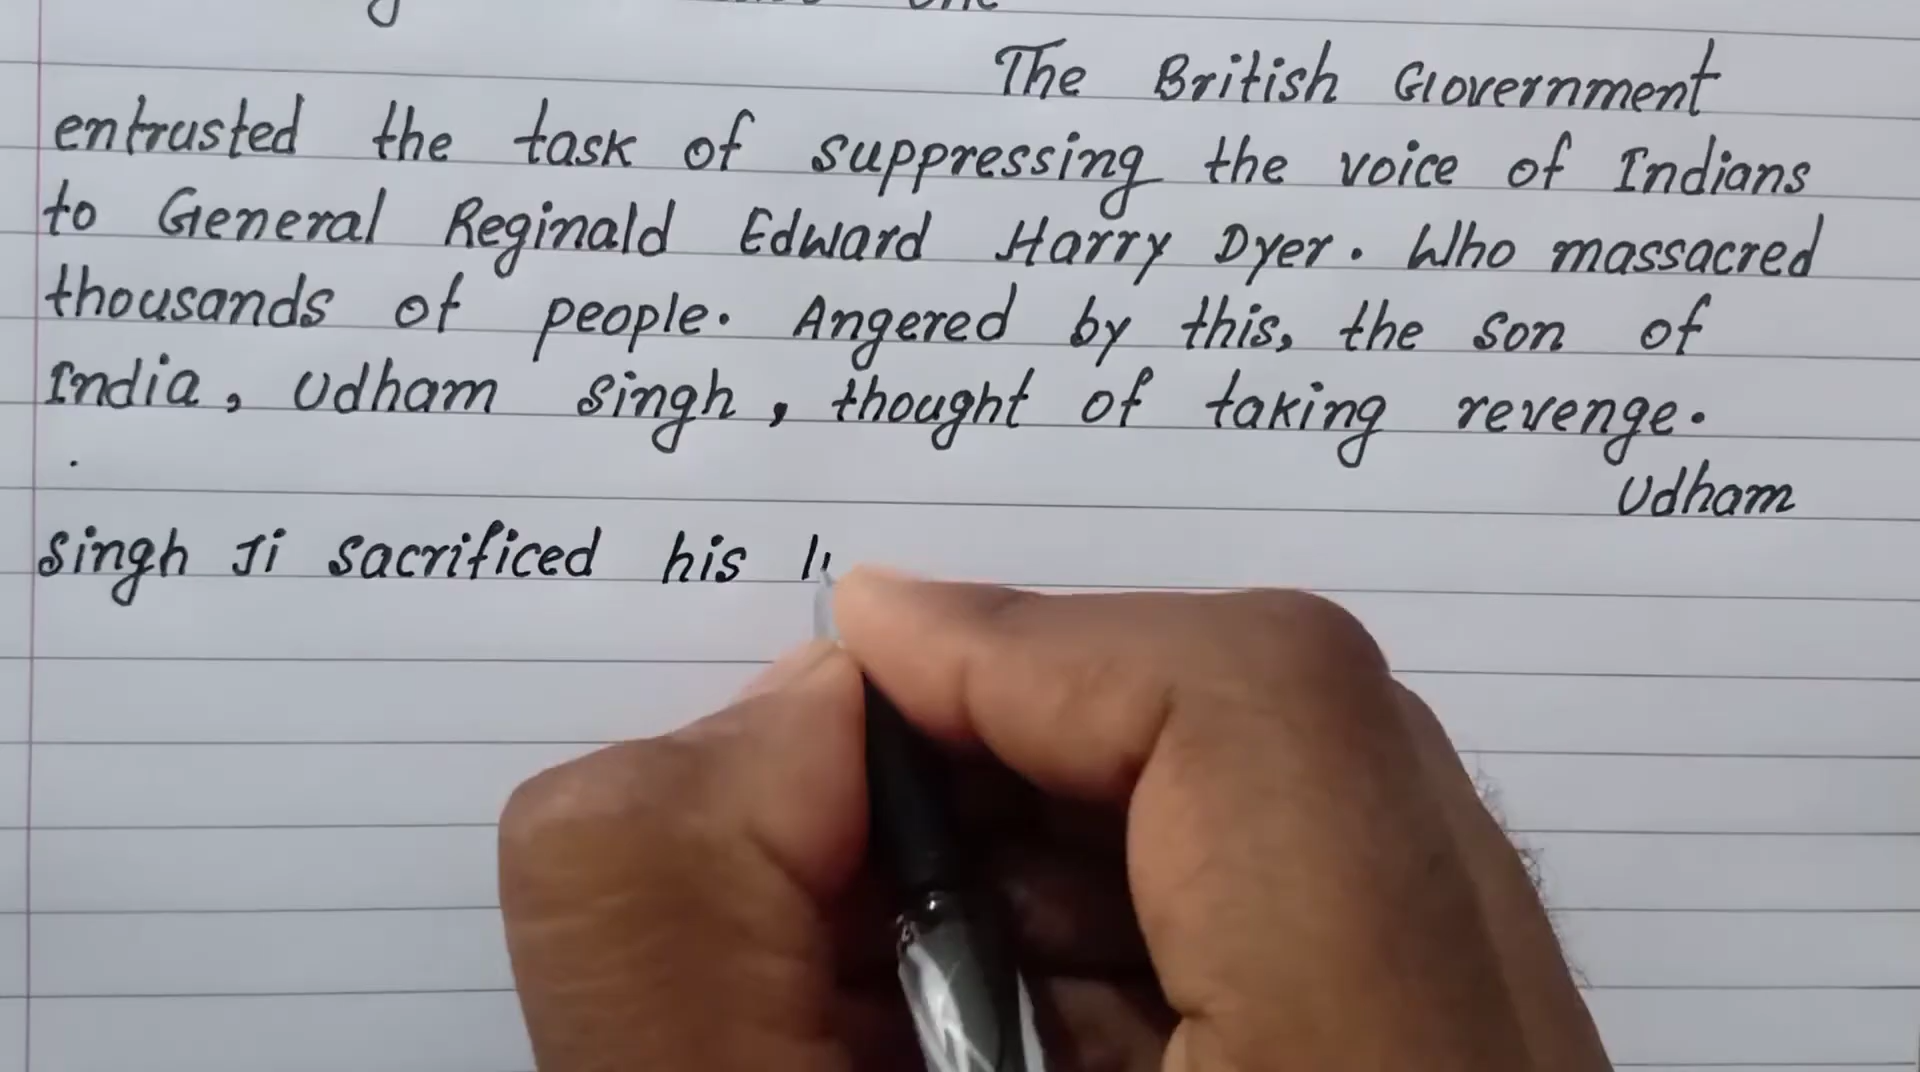 The British Government
entrusted the task of suppressing the voice of Indians
to General Reginald Edward Harry Dyer. Who massacred
thousands of people. Angered by this, the son of
India, Udham singh, thought of taking revenge.
Udham
singh Ji sacrificed his